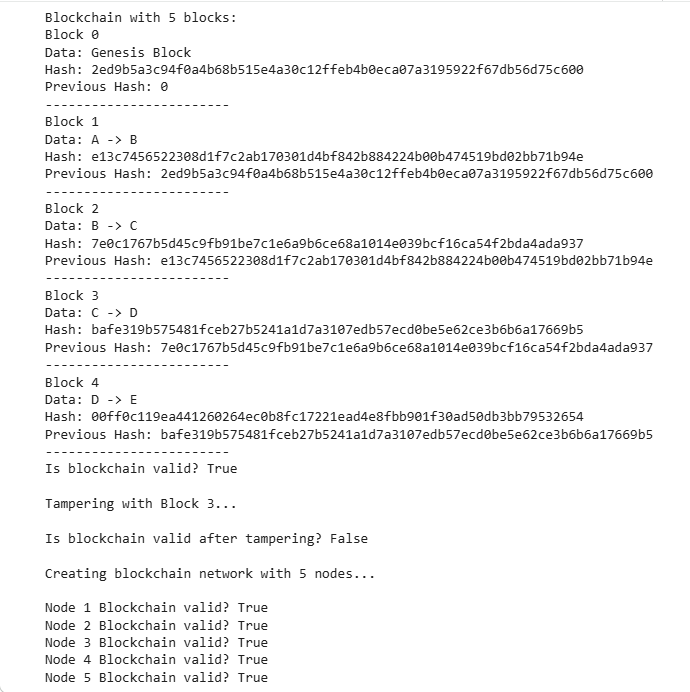 Blockchain with 5 blocks:
Block 0
Data: Genesis Block
Hash: 2ed9b5a3c94f0a4b68b515e4a30c12ffeb4b0eca07a3195922f67db56d75c600
Previous Hash: 0
------------------------
Block 1
Data: A -> B
Hash: e13c7456522308d1f7c2ab170301d4bf842b884224b00b474519bd02bb71b94e
Previous Hash: 2ed9b5a3c94f0a4b68b515e4a30c12ffeb4b0eca07a3195922f67db56d75c600
------------------------
Block 2
Data: B -> C
Hash: 7e0c1767b5d45c9fb91be7c1e6a9b6ce68a1014e039bcf16ca54f2bda4ada937
Previous Hash: e13c7456522308d1f7c2ab170301d4bf842b884224b00b474519bd02bb71b94e
------------------------
Block 3
Data: C -> D
Hash: bafe319b575481fceb27b5241a1d7a3107edb57ecd0be5e62ce3b6b6a17669b5
Previous Hash: 7e0c1767b5d45c9fb91be7c1e6a9b6ce68a1014e039bcf16ca54f2bda4ada937
------------------------
Block 4
Data: D -> E
Hash: 00ff0c119ea441260264ec0b8fc17221ead4e8fbb901f30ad50db3bb79532654
Previous Hash: bafe319b575481fceb27b5241a1d7a3107edb57ecd0be5e62ce3b6b6a17669b5
------------------------
Is blockchain valid? True
Tampering with Block 3...
Is blockchain valid after tampering? False
Creating blockchain network with 5 nodes...
Node 1 Blockchain valid? True
Node 2 Blockchain valid? True
Node 3 Blockchain valid? True
Node 4 Blockchain valid? True
Node 5 Blockchain valid? True